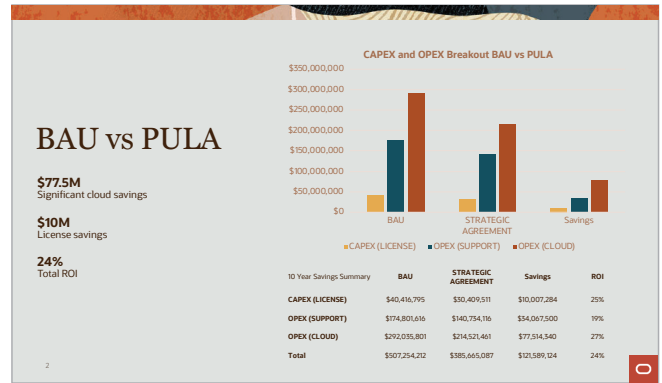 BAU vs PULA
$77.5M
Significant cloud savings
$10M
License savings
24%
Total ROI
CAPEX and OPEX Breakout BAU vs PULA
$350,000,000
$300,000,000
$250,000,000
$200,000,000
$150,000,000
$100,000,000
$50,000,000
$0
BAU
STRATEGIC
AGREEMENT
Savings
CAPEX (LICENSE) OPEX (SUPPORT) OPEX (CLOUD)
10 Year Savings Summary BAU STRATEGIC AGREEMENT Savings ROI
CAPEX (LICENSE) $40,416,795 $30,409,511 $10,007,284 25%
OPEX (SUPPORT) $174,801,616 $140,734,116 $34,067,500 19%
OPEX (CLOUD) $292,035,801 $214,521,461 $77,514,340 27%
Total $507,254,212 $385,665,087 $121,589,124 24%
2